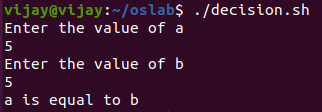 vijay@vijay:~/oslab$ ./decision.sh
Enter the value of a
5
Enter the value of b
5
a is equal to b